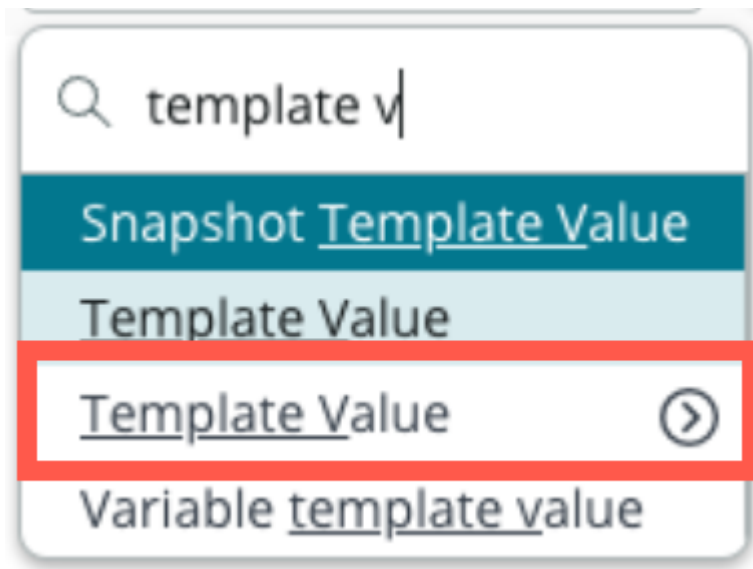 template v
Snapshot Template Value
Template Value
Template Value
Variable template value